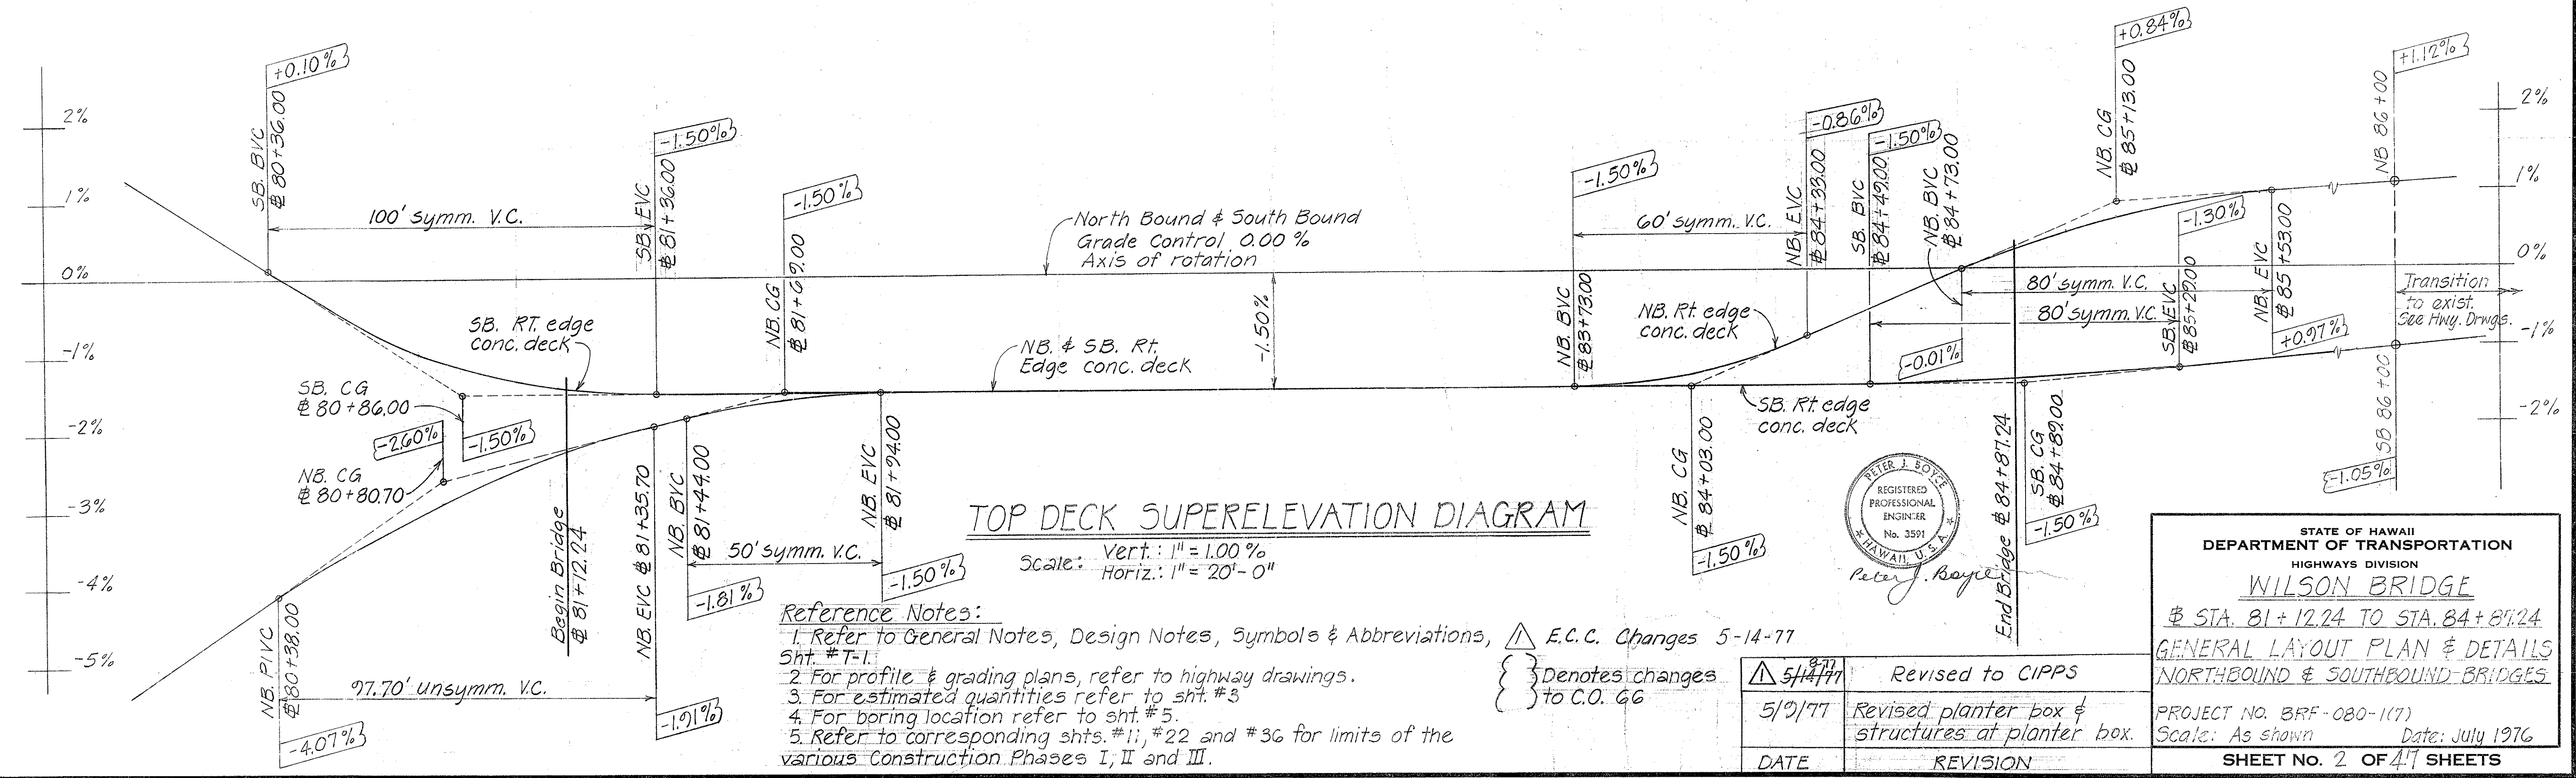 +0.10%
SB. BVC
℄ 80+36.00
2%
1%
0%
-1%
-2%
-3%
-4%
-5%
100' symm. V.C.
-1.50%
SB. EVC
℄ 81+36.00
-1.50%
NB. CG
℄ 81+69.00
SB. RT. edge
conc. deck
SB. CG
℄ 80+86.00
-2.60%
-1.50%
NB. CG
℄ 80+80.70
NB. PIVC
℄ 80+38.00
-4.07%
97.70' unsymm. V.C.
Begin Bridge
℄ 81+12.24
NB. EVC ℄ 81+35.70
-1.91%
NB. BVC
℄ 81+44.00
-1.81%
50' symm. V.C.
NB. EVC
℄ 81+94.00
-1.50%
North Bound & South Bound
Grade Control 0.00 %
Axis of rotation
-1.50%
NB. & SB. Rt.
Edge conc. deck
-1.50%
NB. BVC
℄ 83+73.00
60' symm. V.C.
-0.86%
NB. EVC
℄ 84+33.00
-1.50%
SB. BVC
℄ 84+49.00
NB. BVC
℄ 84+73.00
-0.01%
NB. Rt. edge
conc. deck
SB. Rt. edge
conc. deck
NB. CG
℄ 84+03.00
-1.50%
End Bridge ℄ 84+87.24
SB. CG
℄ 84+89.00
-1.50%
+0.84%
NB. CG
℄ 85+13.00
80' symm. V.C.
80' symm. V.C.
-1.30%
SB. EVC
℄ 85+29.00
NB. EVC
℄ 85+53.00
+0.97%
+1.12%
NB 86+00
SB 86+00
-1.05%
Transition
to exist.
See Hwy. Drwgs.
2%
1%
0%
-1%
-2%
TOP DECK SUPERELEVATION DIAGRAM
Scale: Vert.: 1" = 1.00 %
Horiz.: 1" = 20'-0"
Reference Notes:
1. Refer to General Notes, Design Notes, Symbols & Abbreviations,
Sht. #T-1.
2. For profile & grading plans, refer to highway drawings.
3. For estimated quantities refer to sht. #3
4. For boring location refer to sht. #5.
5. Refer to corresponding shts. #11, #22 and #36 for limits of the
various Construction Phases I, II and III.
1 E.C.C. Changes 5-14-77
{ } Denotes changes
to C.O. 66
PETER J. BOYCE
REGISTERED
PROFESSIONAL
ENGINEER
No. 3591
HAWAII, U.S.A.
Peter J. Boyce
1 5/14/77 Revised to CIPPS
5/9/77 Revised planter box &
structures at planter box.
DATE REVISION
STATE OF HAWAII
DEPARTMENT OF TRANSPORTATION
HIGHWAYS DIVISION
WILSON BRIDGE
℄ STA. 81+12.24 TO STA. 84+87.24
GENERAL LAYOUT PLAN & DETAILS
NORTHBOUND & SOUTHBOUND BRIDGES
PROJECT NO. BRF-080-1(7)
Scale: As shown Date: July 1976
SHEET No. 2 OF 47 SHEETS